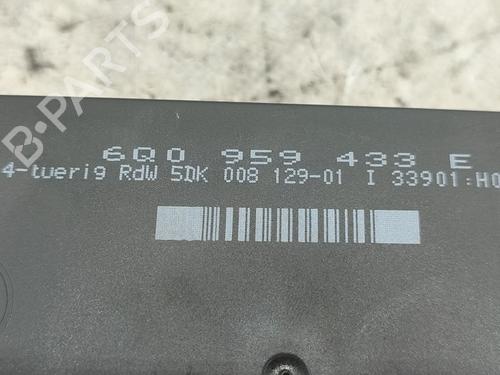 B-PARTS
6Q0 959 433 E
4-tuerig RdW 5DK 008 129-01 I 33901:H0